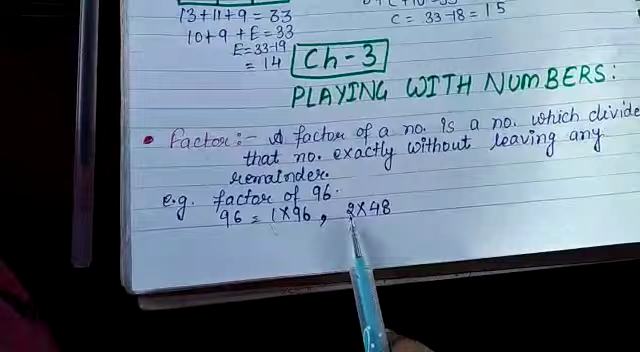 13+11+9=33
10+9+E=33
E=33-19
=14
C = 33-18=15
Ch-3
PLAYING WITH NUMBERS:
• Factor:- A factor of a no. is a no. which divide
that no. exactly without leaving any
remainder.
e.g. factor of 96.
96 = 1×96, 2×48